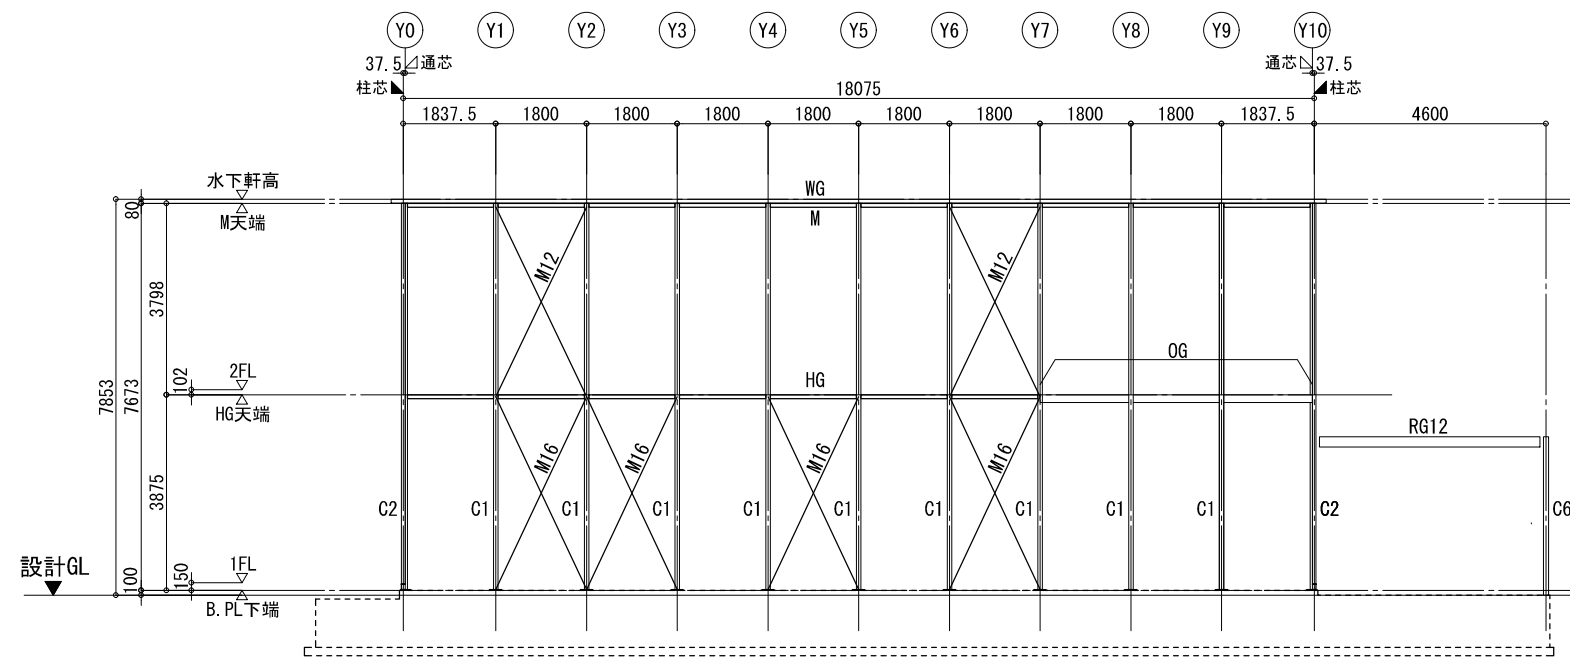 Y0 Y1 Y2 Y3 Y4 Y5 Y6 Y7 Y8 Y9 Y10
37.5 通芯 通芯 37.5
柱芯 18075 柱芯
1837.5 1800 1800 1800 1800 1800 1800 1800 1800 1837.5 4600
水下軒高
WG
80
M天端
M
M12 M12
3798
OG
102
2FL
HG
7853
7673
HG天端
RG12
M16 M16 M16 M16
3875
C2 C1 C1 C1 C1 C1 C1 C1 C1 C1 C2 C6
設計GL
1FL
100
150
B.PL下端